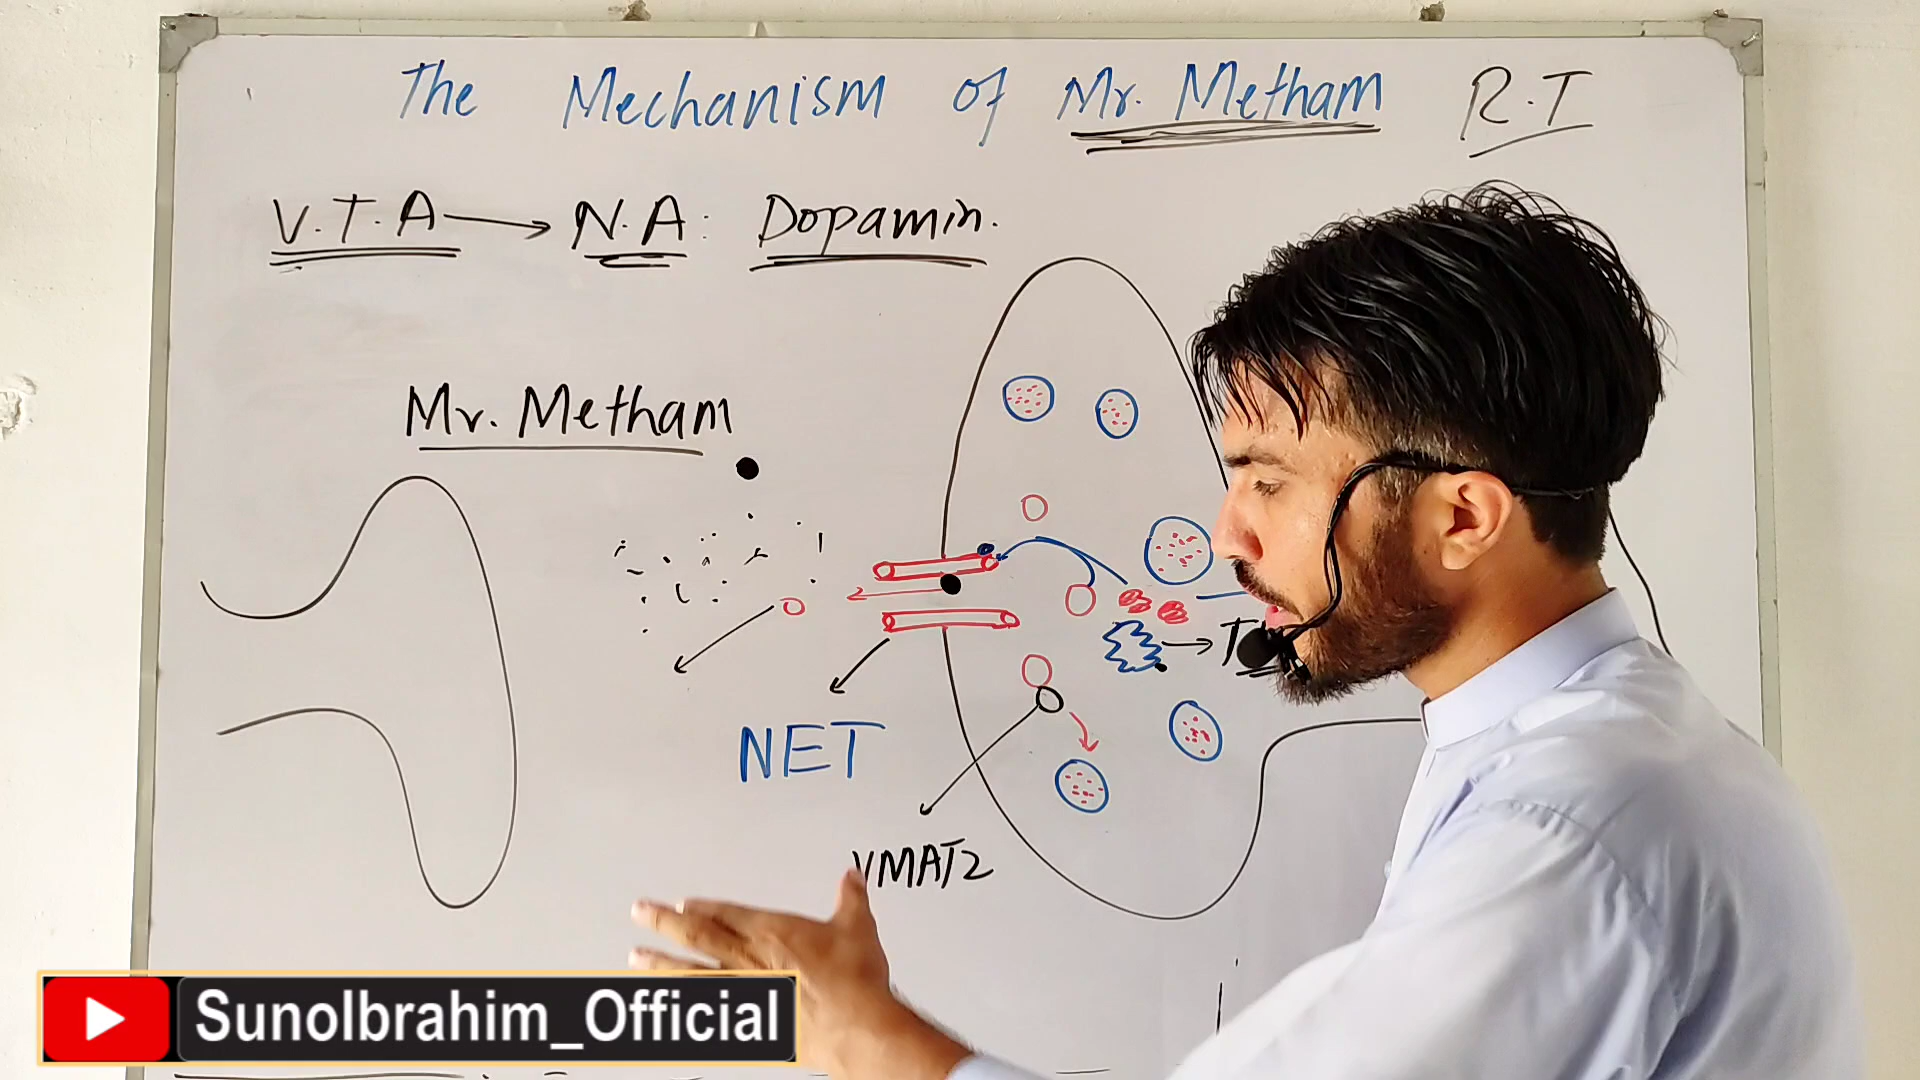 The Mechanism of Mr. Metham R.T
V.T.A → N.A: Dopamin.
Mr. Metham
NET
VMAT2
SunoIbrahim_Official